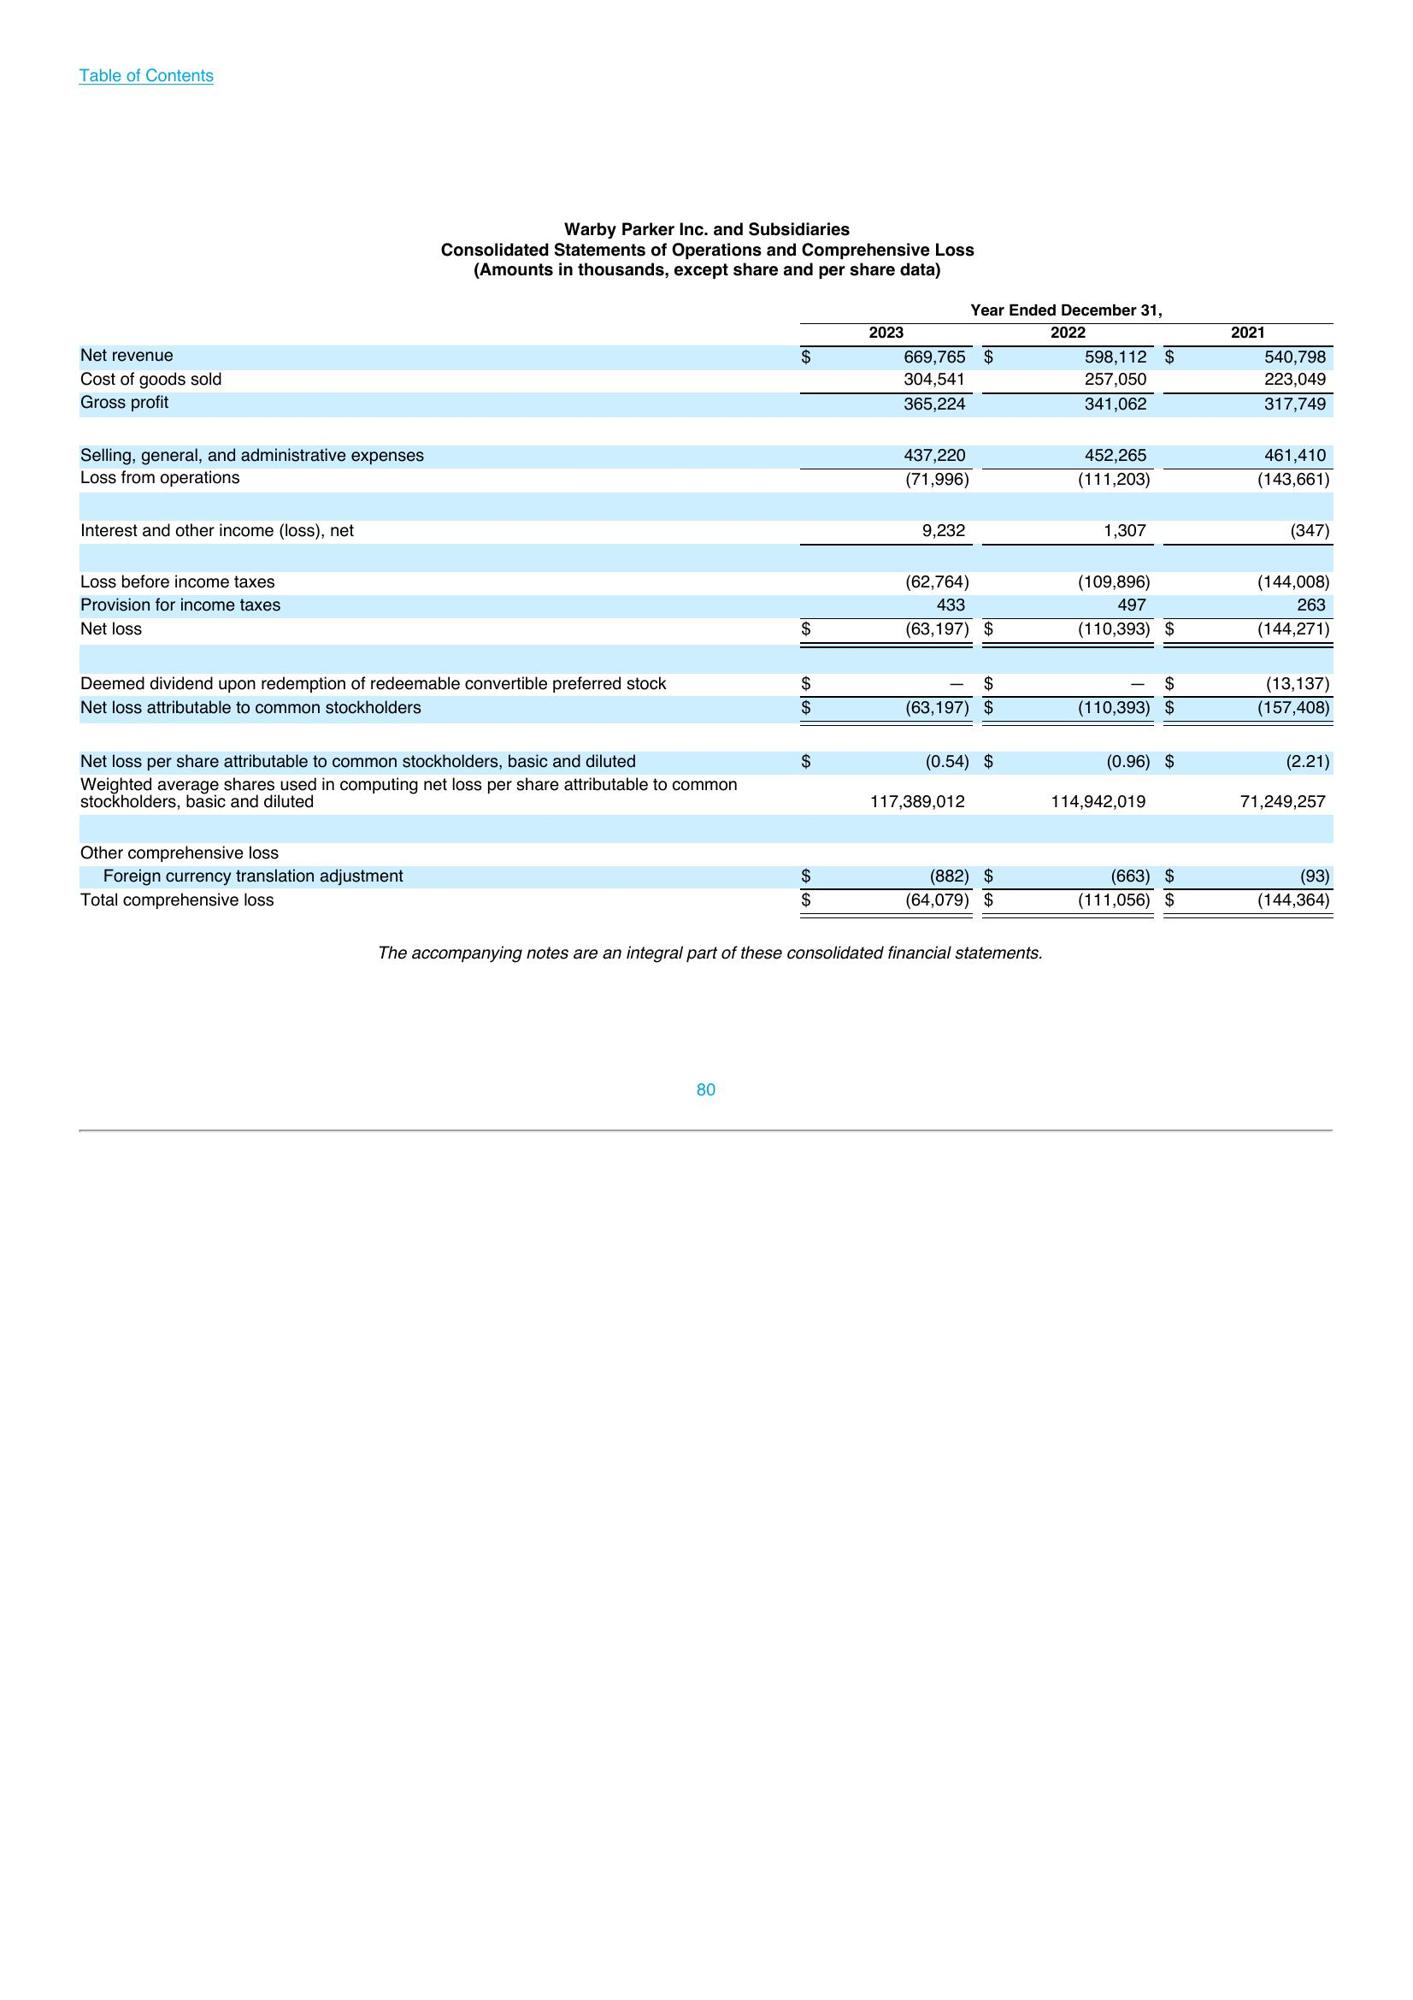 Table of Contents
Warby Parker Inc. and Subsidiaries
Consolidated Statements of Operations and Comprehensive Loss
(Amounts in thousands, except share and per share data)
Year Ended December 31,
2023 2022 2021
Net revenue $ 669,765 $ 598,112 $ 540,798
Cost of goods sold 304,541 257,050 223,049
Gross profit 365,224 341,062 317,749
Selling, general, and administrative expenses 437,220 452,265 461,410
Loss from operations (71,996) (111,203) (143,661)
Interest and other income (loss), net 9,232 1,307 (347)
Loss before income taxes (62,764) (109,896) (144,008)
Provision for income taxes 433 497 263
Net loss $ (63,197) $ (110,393) $ (144,271)
Deemed dividend upon redemption of redeemable convertible preferred stock $ — $ — $ (13,137)
Net loss attributable to common stockholders $ (63,197) $ (110,393) $ (157,408)
Net loss per share attributable to common stockholders, basic and diluted $ (0.54) $ (0.96) $ (2.21)
Weighted average shares used in computing net loss per share attributable to common
stockholders, basic and diluted 117,389,012 114,942,019 71,249,257
Other comprehensive loss
Foreign currency translation adjustment $ (882) $ (663) $ (93)
Total comprehensive loss $ (64,079) $ (111,056) $ (144,364)
The accompanying notes are an integral part of these consolidated financial statements.
80